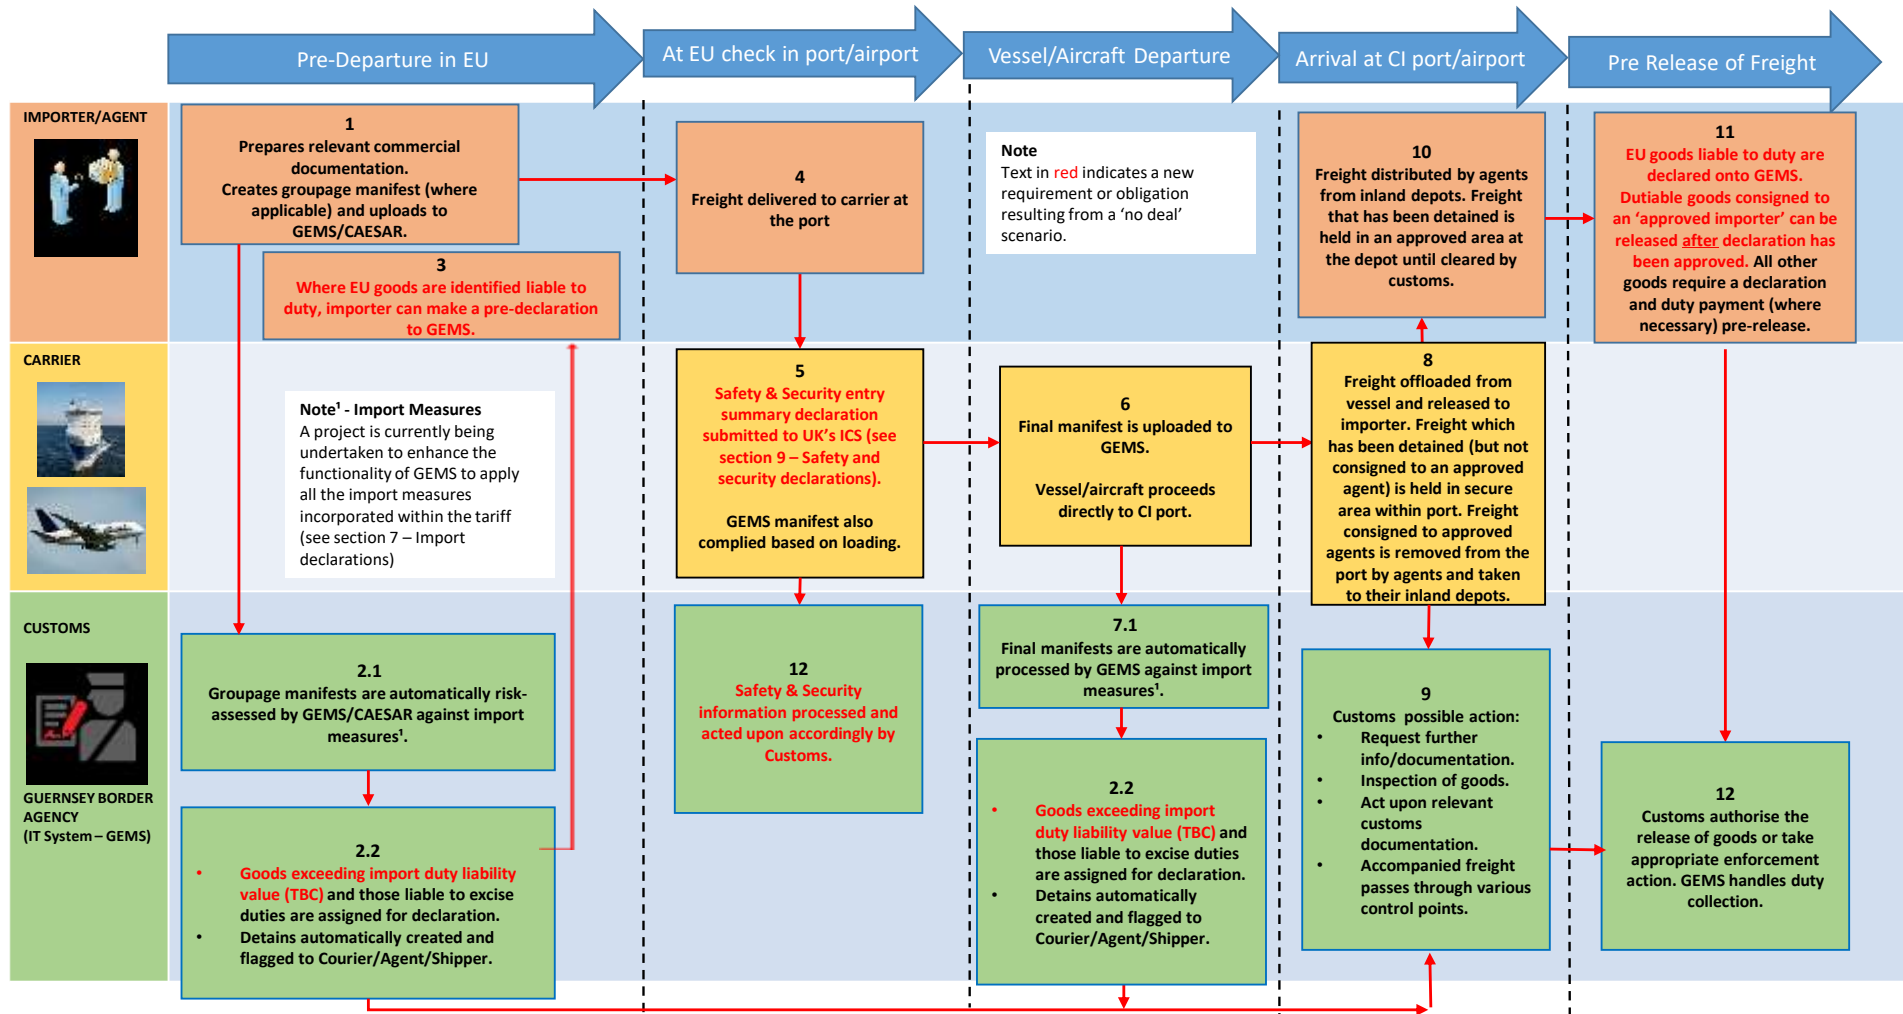 Pre-Departure in EU
At EU check in port/airport
Vessel/Aircraft Departure
Arrival at CI port/airport
Pre Release of Freight
IMPORTER/AGENT
1
Prepares relevant commercial
documentation.
Creates groupage manifest (where
applicable) and uploads to
GEMS/CAESAR.
3
Where EU goods are identified liable to
duty, importer can make a pre-declaration
to GEMS.
4
Freight delivered to carrier at
the port
Note
Text in red indicates a new
requirement or obligation
resulting from a ‘no deal’
scenario.
10
Freight distributed by agents
from inland depots. Freight
that has been detained is
held in an approved area at
the depot until cleared by
customs.
11
EU goods liable to duty are
declared onto GEMS.
Dutiable goods consigned to
an ‘approved importer’ can be
released after declaration has
been approved. All other
goods require a declaration
and duty payment (where
necessary) pre-release.
CARRIER
Note¹ - Import Measures
A project is currently being
undertaken to enhance the
functionality of GEMS to apply
all the import measures
incorporated within the tariff
(see section 7 – Import
declarations)
5
Safety & Security entry
summary declaration
submitted to UK’s ICS (see
section 9 – Safety and
security declarations).
GEMS manifest also
complied based on loading.
6
Final manifest is uploaded to
GEMS.
Vessel/aircraft proceeds
directly to CI port.
8
Freight offloaded from
vessel and released to
importer. Freight which
has been detained (but not
consigned to an approved
agent) is held in secure
area within port. Freight
consigned to approved
agents is removed from the
port by agents and taken
to their inland depots.
CUSTOMS
GUERNSEY BORDER
AGENCY
(IT System – GEMS)
2.1
Groupage manifests are automatically risk-
assessed by GEMS/CAESAR against import
measures¹.
2.2
• Goods exceeding import duty liability
value (TBC) and those liable to excise
duties are assigned for declaration.
• Detains automatically created and
flagged to Courier/Agent/Shipper.
12
Safety & Security
information processed and
acted upon accordingly by
Customs.
7.1
Final manifests are automatically
processed by GEMS against import
measures¹.
2.2
• Goods exceeding import
duty liability value (TBC) and
those liable to excise duties
are assigned for declaration.
• Detains automatically
created and flagged to
Courier/Agent/Shipper.
9
Customs possible action:
• Request further
info/documentation.
• Inspection of goods.
• Act upon relevant
customs
documentation.
• Accompanied freight
passes through various
control points.
12
Customs authorise the
release of goods or take
appropriate enforcement
action. GEMS handles duty
collection.